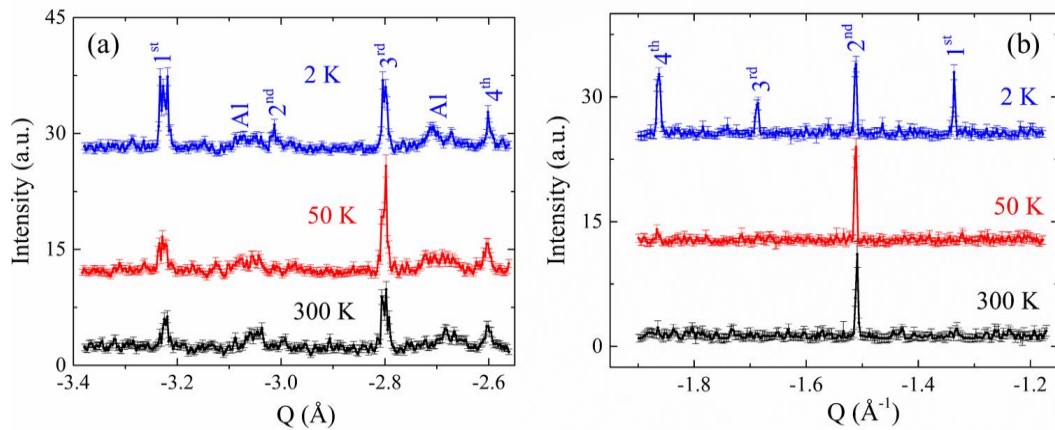 (a)
1st
Al
2nd
2 K
3rd
Al
4th
50 K
300 K
45
30
15
0
Intensity (a.u.)
-3.4
-3.2
-3.0
-2.8
-2.6
Q (Å)
4th
3rd
2nd
1st
(b)
2 K
50 K
300 K
30
15
0
Intensity (a.u.)
-1.8
-1.6
-1.4
-1.2
Q (Å-1)